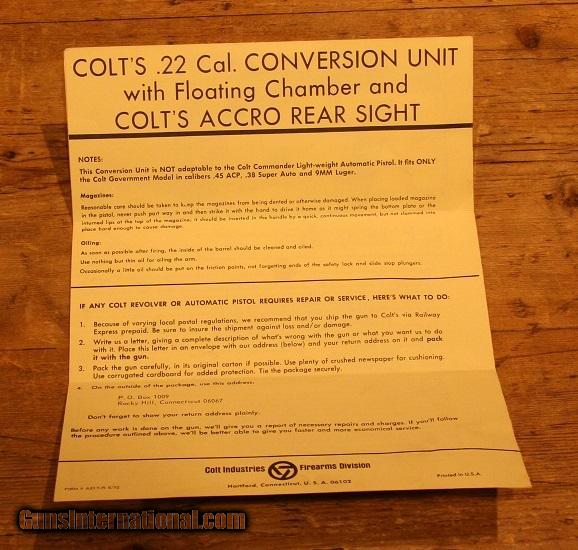 COLT'S .22 Cal. CONVERSION UNIT
with Floating Chamber and
COLT'S ACCRO REAR SIGHT
NOTES:
This Conversion Unit is NOT adaptable to the Colt Commander Light-weight Automatic Pistol. It fits ONLY
the Colt Government Model in calibers .45 ACP, .38 Super Auto and 9MM Luger.
Magazines:
Reasonable care should be taken to keep the magazines from being dented or otherwise damaged. When placing loaded magazine
in the pistol, never push part way in and then strike it with the hand to drive it home as it might spring the bottom plate or the
inturned lips at the top of the magazine. It should be inserted in the handle by a quick, continuous movement, but not slammed into
place hard enough to cause damage.
Oiling:
As soon as possible after firing, the inside of the barrel should be cleaned and oiled.
Use nothing but thin oil for oiling the arm.
Occasionally a little oil should be put on the friction points, not forgetting ends of the safety lock and slide stop plungers.
IF ANY COLT REVOLVER OR AUTOMATIC PISTOL REQUIRES REPAIR OR SERVICE, HERE'S WHAT TO DO:
1. Because of varying local postal regulations, we recommend that you ship the gun to Colt's via Railway
Express prepaid. Be sure to insure the shipment against loss and/or damage.
2. Write us a letter, giving a complete description of what's wrong with the gun or what you want us to do
with it. Place this letter in an envelope with our address (below) and your return address on it and pack
it with the gun.
3. Pack the gun carefully, in its original carton if possible. Use plenty of crushed newspaper for cushioning.
Use corrugated cardboard for added protection. Tie the package securely.
4. On the outside of the package, use this address:
P. O. Box 1009
Rocky Hill, Connecticut 06067
Don't forget to show your return address plainly.
Before any work is done on the gun, we'll give you a report of necessary repairs and charges. If you'll follow
the procedure outlined above, we'll be better able to give you faster and more economical service.
Colt Industries Firearms Division
Hartford, Connecticut, U. S. A. 06102
Printed in U.S.A.
GunsInternational.com